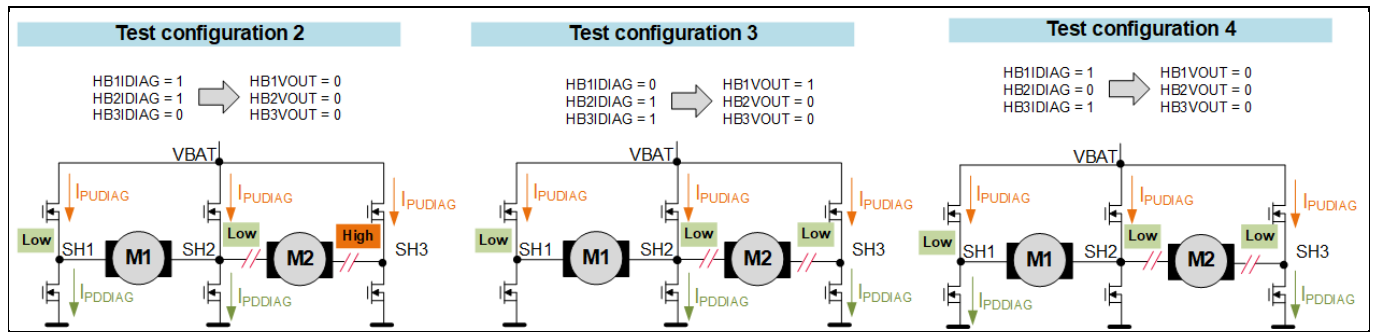 Test configuration 2
HB1IDIAG = 1
HB2IDIAG = 1
HB3IDIAG = 0
HB1VOUT = 0
HB2VOUT = 0
HB3VOUT = 0
VBAT
IPUDIAG
IPUDIAG
IPUDIAG
Low
Low
High
SH1
M1
SH2
M2
SH3
IPDDIAG
IPDDIAG
Test configuration 3
HB1IDIAG = 0
HB2IDIAG = 1
HB3IDIAG = 1
HB1VOUT = 1
HB2VOUT = 0
HB3VOUT = 0
VBAT
IPUDIAG
IPUDIAG
IPUDIAG
Low
Low
Low
SH1
M1
SH2
M2
SH3
IPDDIAG
IPDDIAG
Test configuration 4
HB1IDIAG = 1
HB2IDIAG = 0
HB3IDIAG = 1
HB1VOUT = 0
HB2VOUT = 0
HB3VOUT = 0
VBAT
IPUDIAG
IPUDIAG
IPUDIAG
Low
Low
Low
SH1
M1
SH2
M2
SH3
IPDDIAG
IPDDIAG